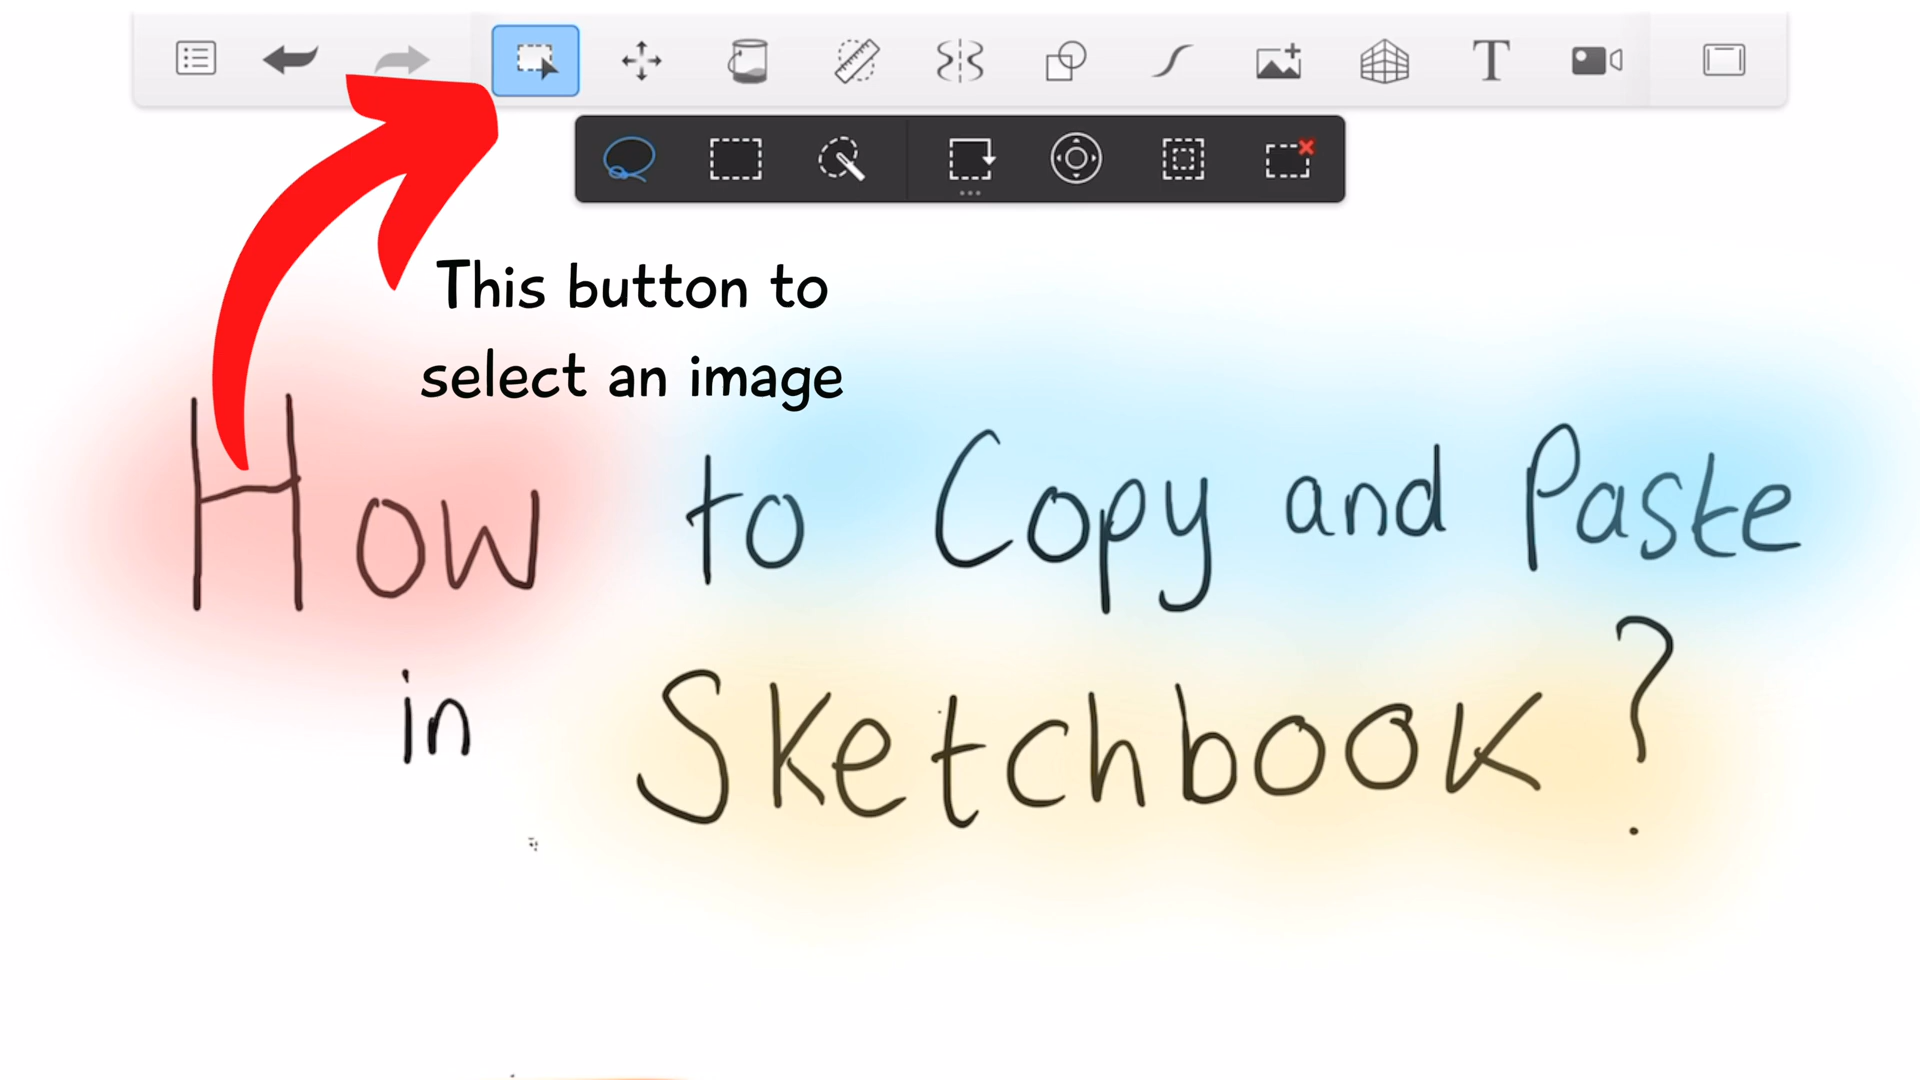 T
This button to
select an image
How to Copy and Paste
in Sketchbook?